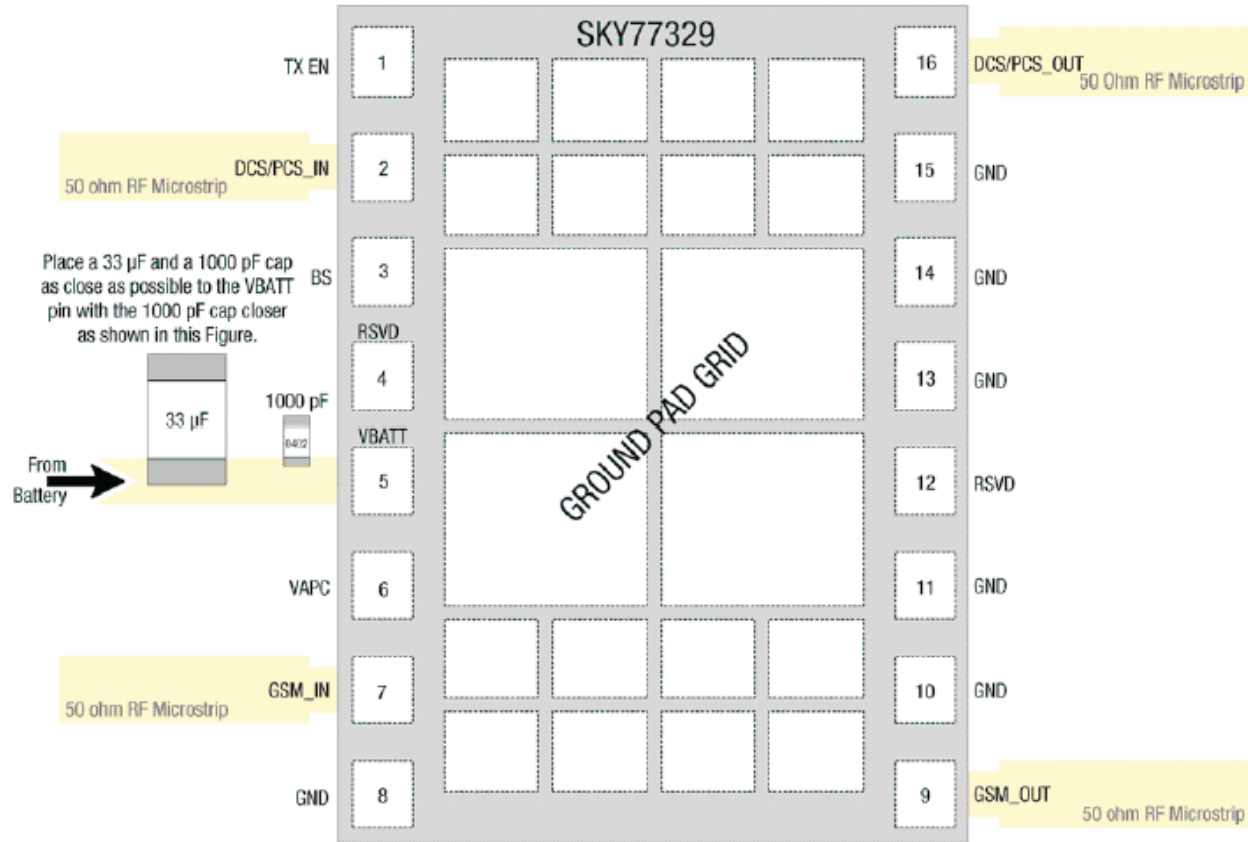 SKY77329
TX EN
1
16
DCS/PCS_OUT
50 Ohm RF Microstrip
DCS/PCS_IN
50 ohm RF Microstrip
2
15
GND
Place a 33 µF and a 1000 pF cap
as close as possible to the VBATT
pin with the 1000 pF cap closer
as shown in this Figure.
BS
3
14
GND
RSVD
4
13
GND
33 µF
1000 pF
0402
VBATT
5
12
RSVD
From
Battery
GROUND PAD GRID
VAPC
6
11
GND
GSM_IN
50 ohm RF Microstrip
7
10
GND
GND
8
9
GSM_OUT
50 ohm RF Microstrip